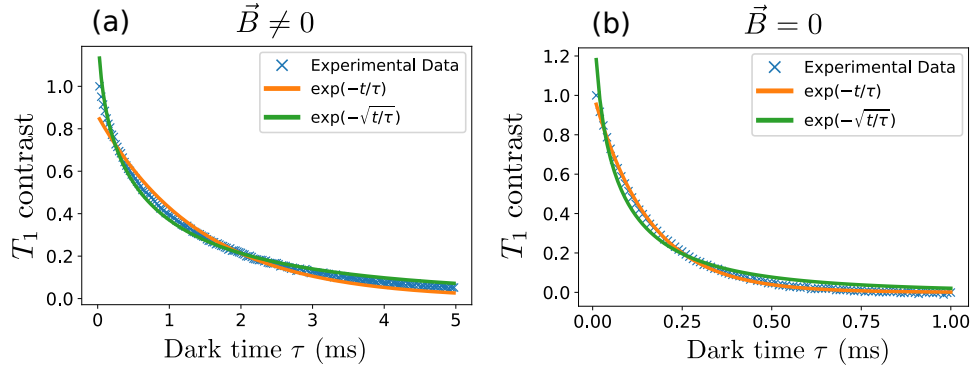 (a) $\vec{B} \neq 0$
T₁ contrast
1.0
0.8
0.6
0.4
0.2
0.0
× Experimental Data
exp(−t/τ)
exp(−√t/τ)
0 1 2 3 4 5
Dark time τ (ms)
(b) $\vec{B} = 0$
T₁ contrast
1.2
1.0
0.8
0.6
0.4
0.2
0.0
× Experimental Data
exp(−t/τ)
exp(−√t/τ)
0.00 0.25 0.50 0.75 1.00
Dark time τ (ms)